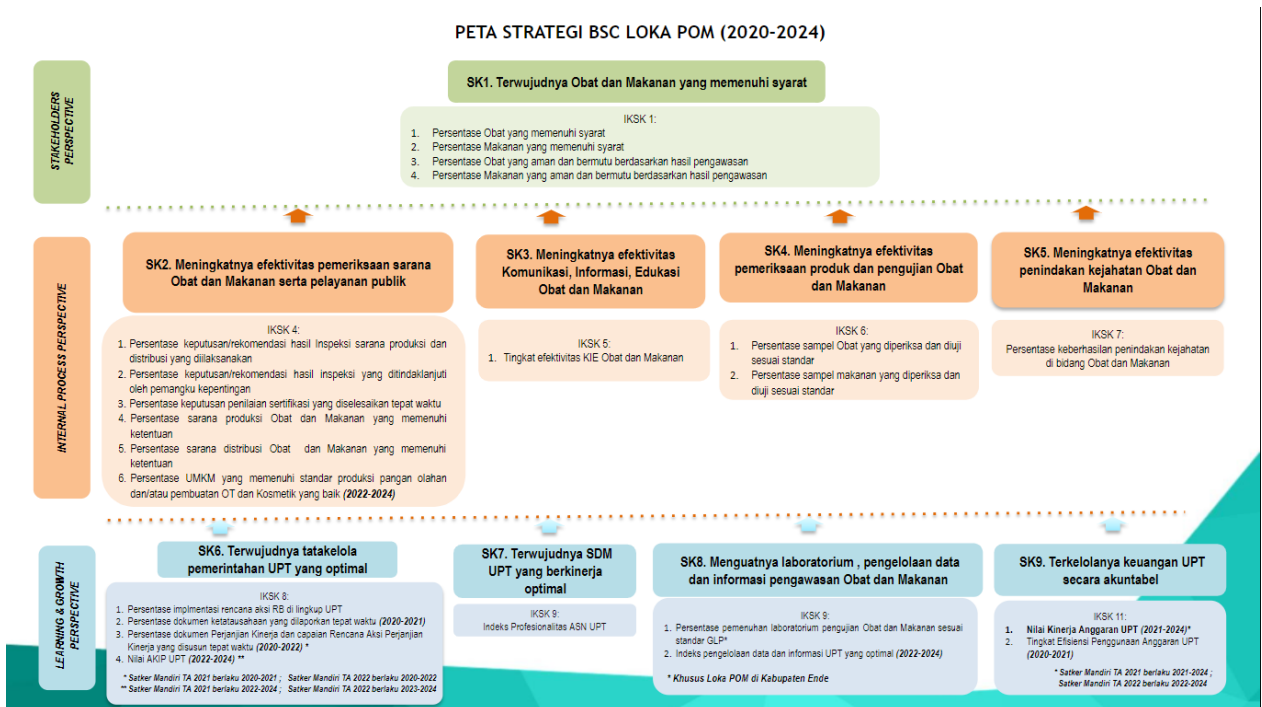 PETA STRATEGI BSC LOKA POM (2020-2024)
STAKEHOLDERS
PERSPECTIVE
SK1. Terwujudnya Obat dan Makanan yang memenuhi syarat
IKSK 1:
1. Persentase Obat yang memenuhi syarat
2. Persentase Makanan yang memenuhi syarat
3. Persentase Obat yang aman dan bermutu berdasarkan hasil pengawasan
4. Persentase Makanan yang aman dan bermutu berdasarkan hasil pengawasan
INTERNAL PROCESS PERSPECTIVE
SK2. Meningkatnya efektivitas pemeriksaan sarana
Obat dan Makanan serta pelayanan publik
IKSK 4:
1. Persentase keputusan/rekomendasi hasil Inspeksi sarana produksi dan
distribusi yang diilaksanakan
2. Persentase keputusan/rekomendasi hasil inspeksi yang ditindaklanjuti
oleh pemangku kepentingan
3. Persentase keputusan penilaian sertifikasi yang diselesaikan tepat waktu
4. Persentase sarana produksi Obat dan Makanan yang memenuhi
ketentuan
5. Persentase sarana distribusi Obat dan Makanan yang memenuhi
ketentuan
6. Persentase UMKM yang memenuhi standar produksi pangan olahan
dan/atau pembuatan OT dan Kosmetik yang baik (2022-2024)
SK3. Meningkatnya efektivitas
Komunikasi, Informasi, Edukasi
Obat dan Makanan
IKSK 5:
1. Tingkat efektivitas KIE Obat dan Makanan
SK4. Meningkatnya efektivitas
pemeriksaan produk dan pengujian Obat
dan Makanan
IKSK 6:
1. Persentase sampel Obat yang diperiksa dan diuji
sesuai standar
2. Persentase sampel makanan yang diperiksa dan
diuji sesuai standar
SK5. Meningkatnya efektivitas
penindakan kejahatan Obat dan
Makanan
IKSK 7:
Persentase keberhasilan penindakan kejahatan
di bidang Obat dan Makanan
LEARNING & GROWTH
PERSPECTIVE
SK6. Terwujudnya tatakelola
pemerintahan UPT yang optimal
IKSK 8:
1. Persentase implmentasi rencana aksi RB di lingkup UPT
2. Persentase dokumen ketatausahaan yang dilaporkan tepat waktu (2020-2021)
3. Persentase dokumen Perjanjian Kinerja dan capaian Rencana Aksi Perjanjian
Kinerja yang disusun tepat waktu (2020-2022) *
4. Nilai AKIP UPT (2022-2024) **
* Satker Mandiri TA 2021 berlaku 2020-2021 ; Satker Mandiri TA 2022 berlaku 2020-2022
** Satker Mandiri TA 2021 berlaku 2022-2024 ; Satker Mandiri TA 2022 berlaku 2023-2024
SK7. Terwujudnya SDM
UPT yang berkinerja
optimal
IKSK 9:
Indeks Profesionalitas ASN UPT
SK8. Menguatnya laboratorium , pengelolaan data
dan informasi pengawasan Obat dan Makanan
IKSK 9:
1. Persentase pemenuhan laboratorium pengujian Obat dan Makanan sesuai
standar GLP*
2. Indeks pengelolaan data dan informasi UPT yang optimal (2022-2024)
* Khusus Loka POM di Kabupaten Ende
SK9. Terkelolanya keuangan UPT
secara akuntabel
IKSK 11:
1. Nilai Kinerja Anggaran UPT (2021-2024)*
2. Tingkat Efisiensi Penggunaan Anggaran UPT
(2020-2021)
* Satker Mandiri TA 2021 berlaku 2021-2024 ;
Satker Mandiri TA 2022 berlaku 2022-2024